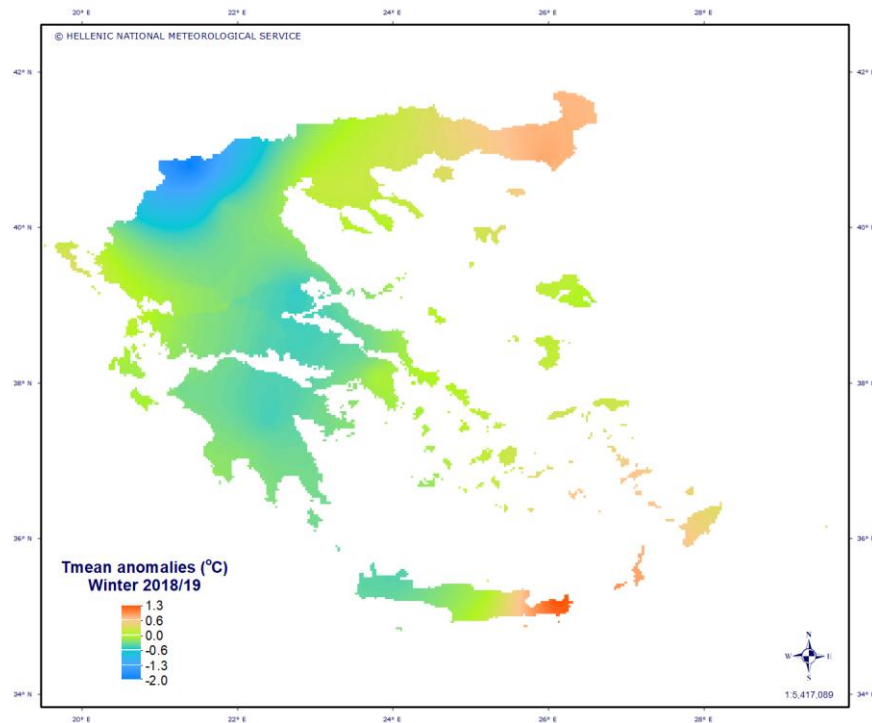 20° E 22° E 24° E 26° E 28° E
© HELLENIC NATIONAL METEOROLOGICAL SERVICE
42° N 42° N
40° N 40° N
38° N 38° N
36° N 36° N
Tmean anomalies (°C)
Winter 2018/19
1.3
0.6
0.0
-0.6
-1.3
-2.0
N
W E
S
1:5,417,089
34° N 34° N
20° E 22° E 24° E 26° E 28° E